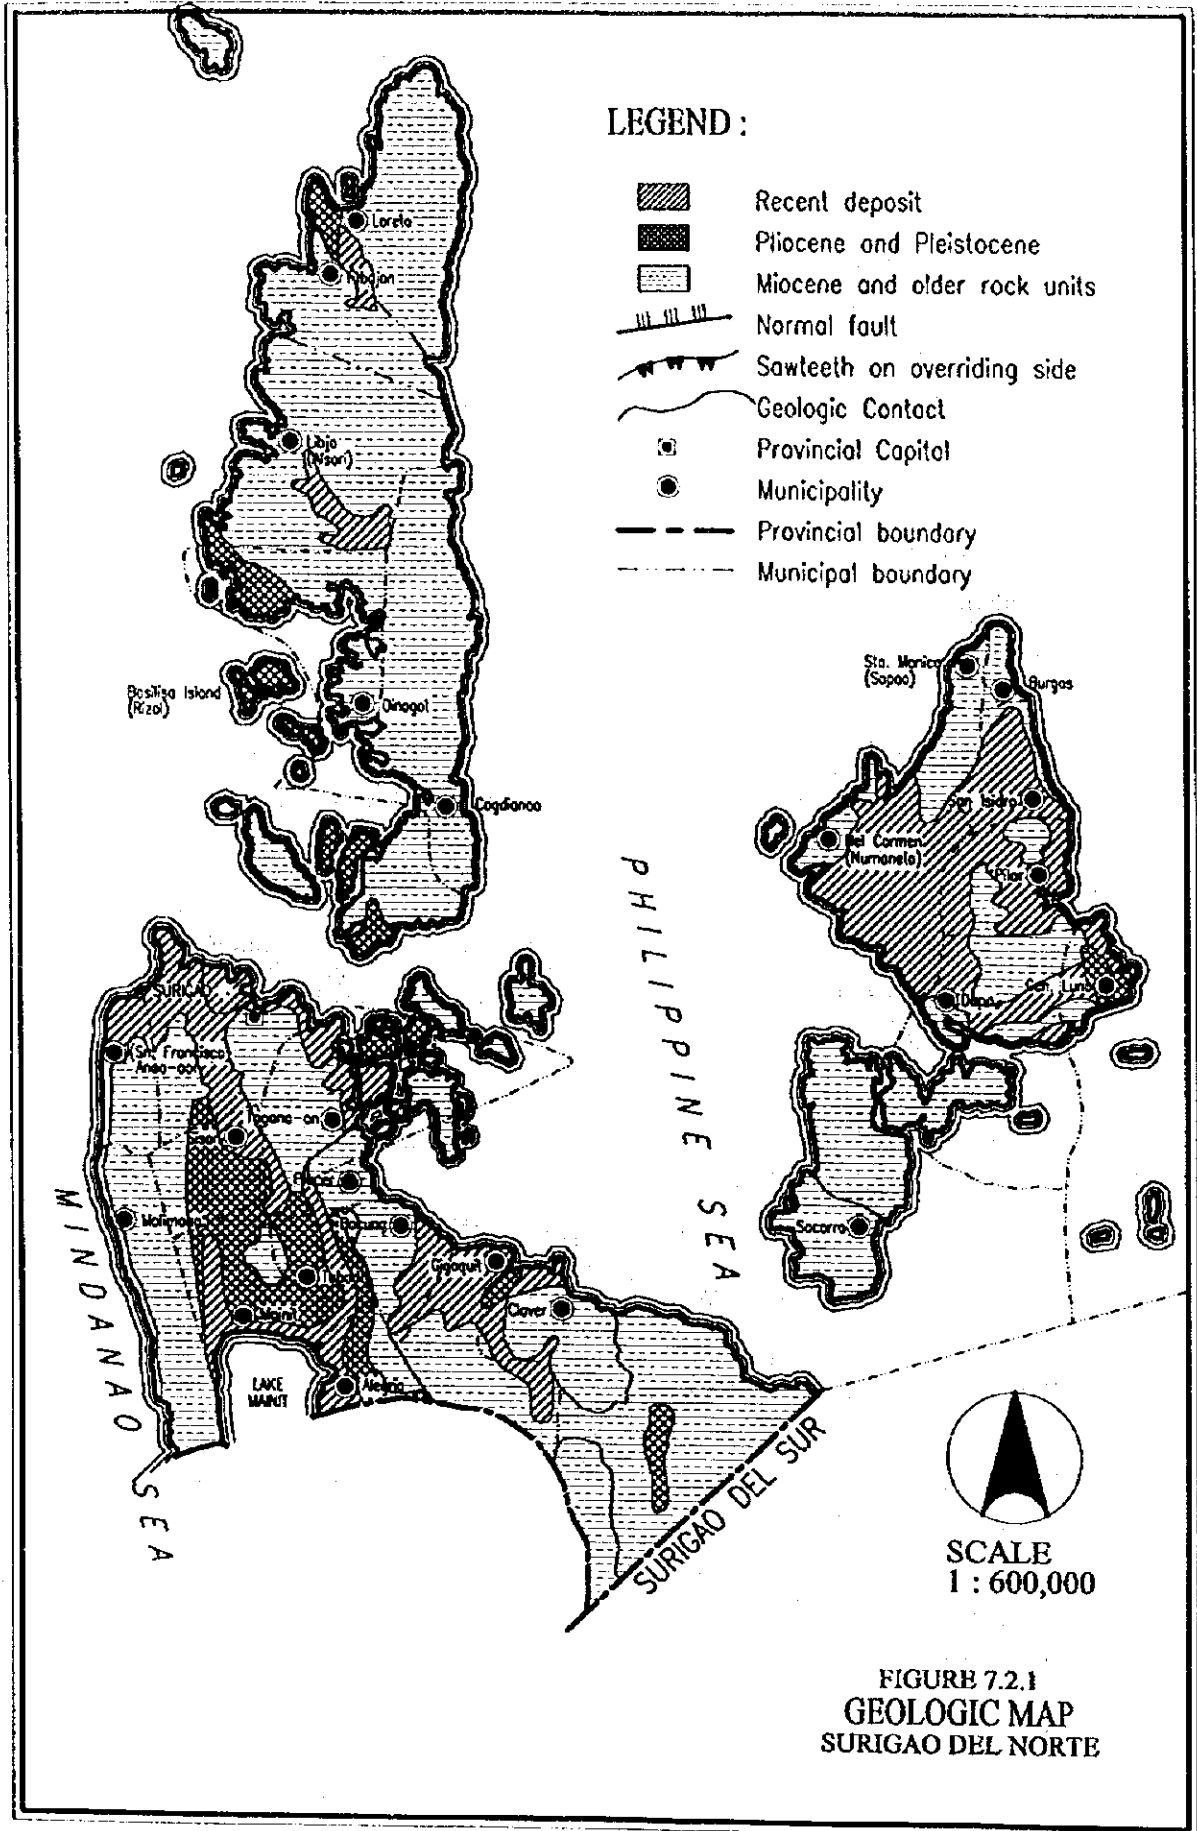 LEGEND :
Recent deposit
Pliocene and Pleistocene
Miocene and older rock units
Normal fault
Sawteeth on overriding side
Geologic Contact
Provincial Capital
Municipality
Provincial boundary
Municipal boundary
Loreto
Libjo
Basilisa Island
(Rizal)
Dinagat
Cagdianao
Sta. Monica
(Sapao)
Burgos
San Isidro
Del Carmen
(Numancia)
Pilar
Gen. Luna
Dapa
Socorro
SURIGAO
Sn. Francisco
Sison
Placer
Malimono
Bacuag
Gigaquit
Tubod
Mainit
Claver
Alegria
LAKE
MAINIT
PHILIPPINE SEA
MINDANAO SEA
SURIGAO DEL SUR
SCALE
1 : 600,000
FIGURE 7.2.1
GEOLOGIC MAP
SURIGAO DEL NORTE